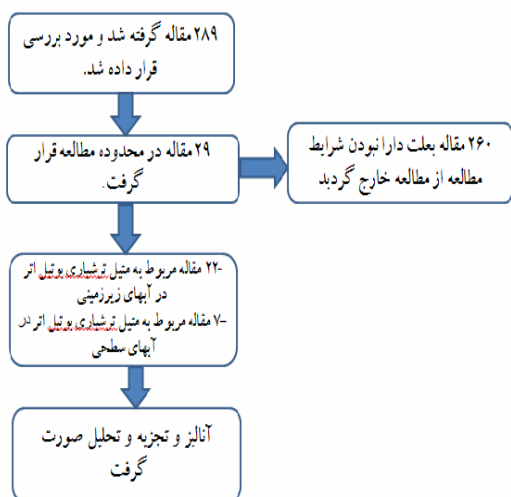 ۲۸۹ مقاله گرفته شد و مورد بررسی
قرار داده شد.
۲۹ مقاله در محدوده مطالعه قرار
گرفت.
۲۶۰ مقاله بعلت دارا نبودن شرایط
مطالعه از مطالعه خارج گردید
-۲۲ مقاله مربوط به متیل ترشیاری بوتیل اتر
در آبهای زیرزمینی
-۷ مقاله مربوط به متیل ترشیاری بوتیل اتر در
آبهای سطحی
آنالیز و تجزیه و تحلیل صورت
گرفت